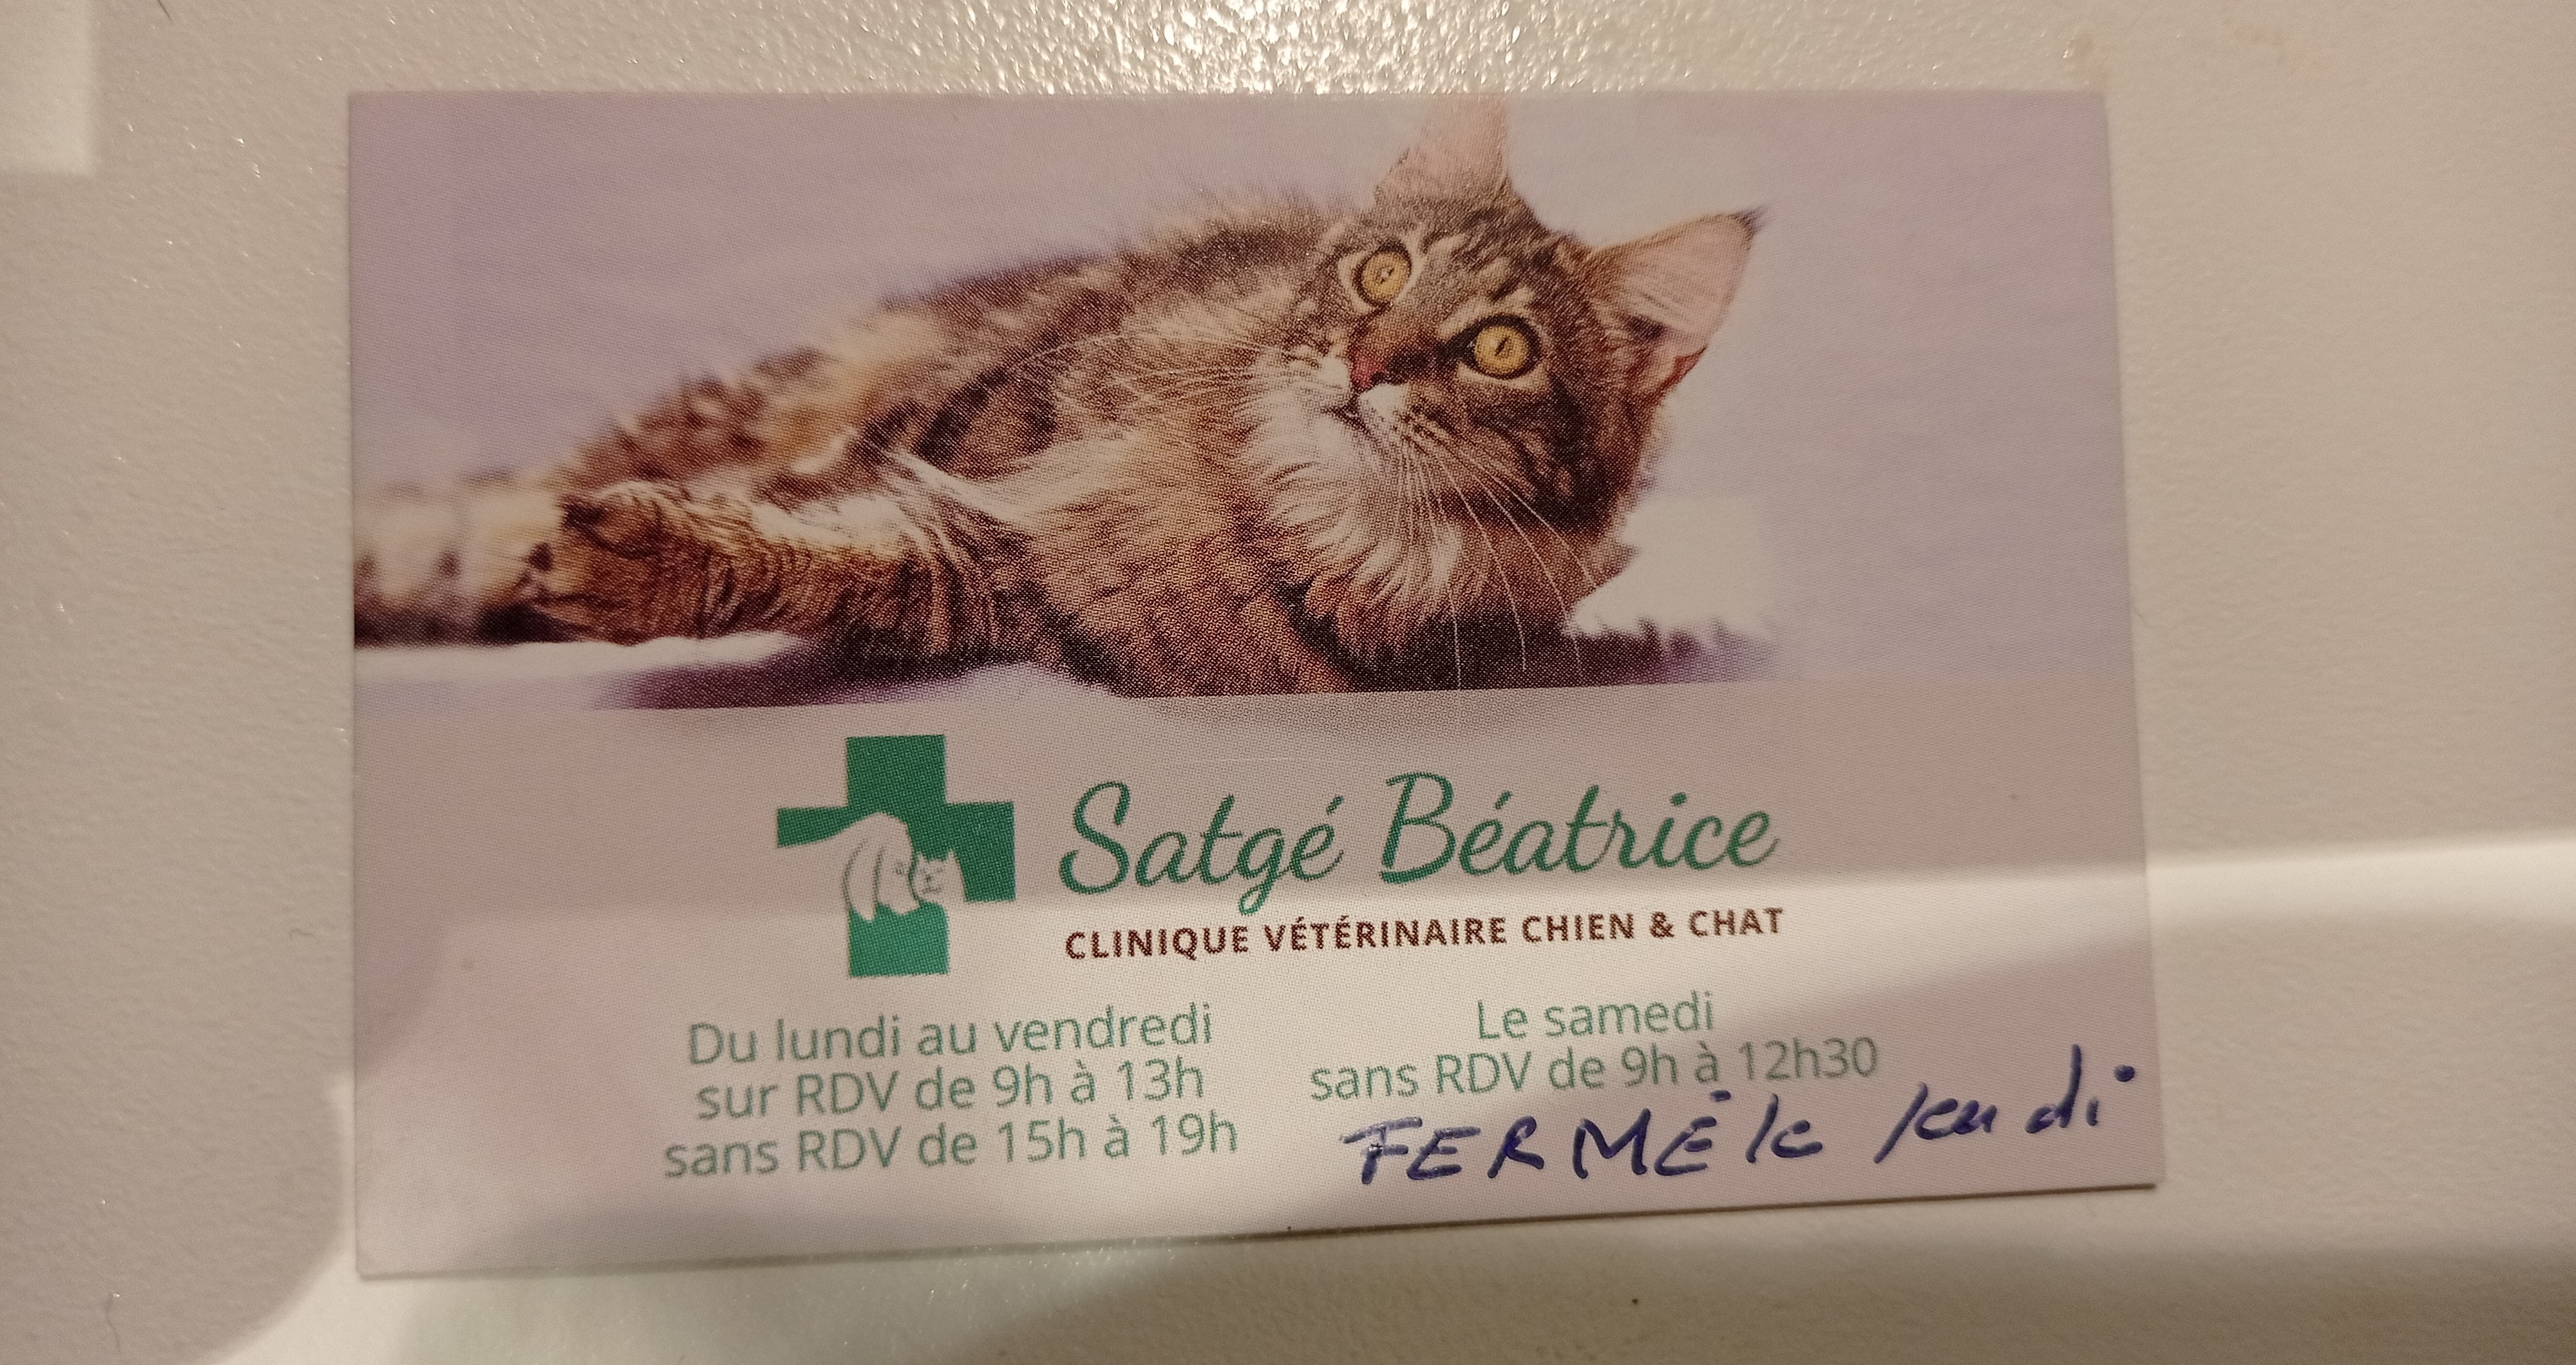 Satgé Béatrice
CLINIQUE VÉTÉRINAIRE CHIEN & CHAT
Du lundi au vendredi
sur RDV de 9h à 13h
sans RDV de 15h à 19h
Le samedi
sans RDV de 9h à 12h30
FERMÉ le jeudi